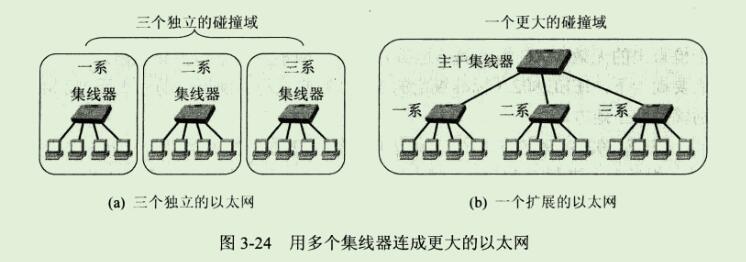 三个独立的碰撞域
一系
集线器
二系
集线器
三系
集线器
(a) 三个独立的以太网
一个更大的碰撞域
主干集线器
一系
二系
三系
(b) 一个扩展的以太网
图 3-24 用多个集线器连成更大的以太网